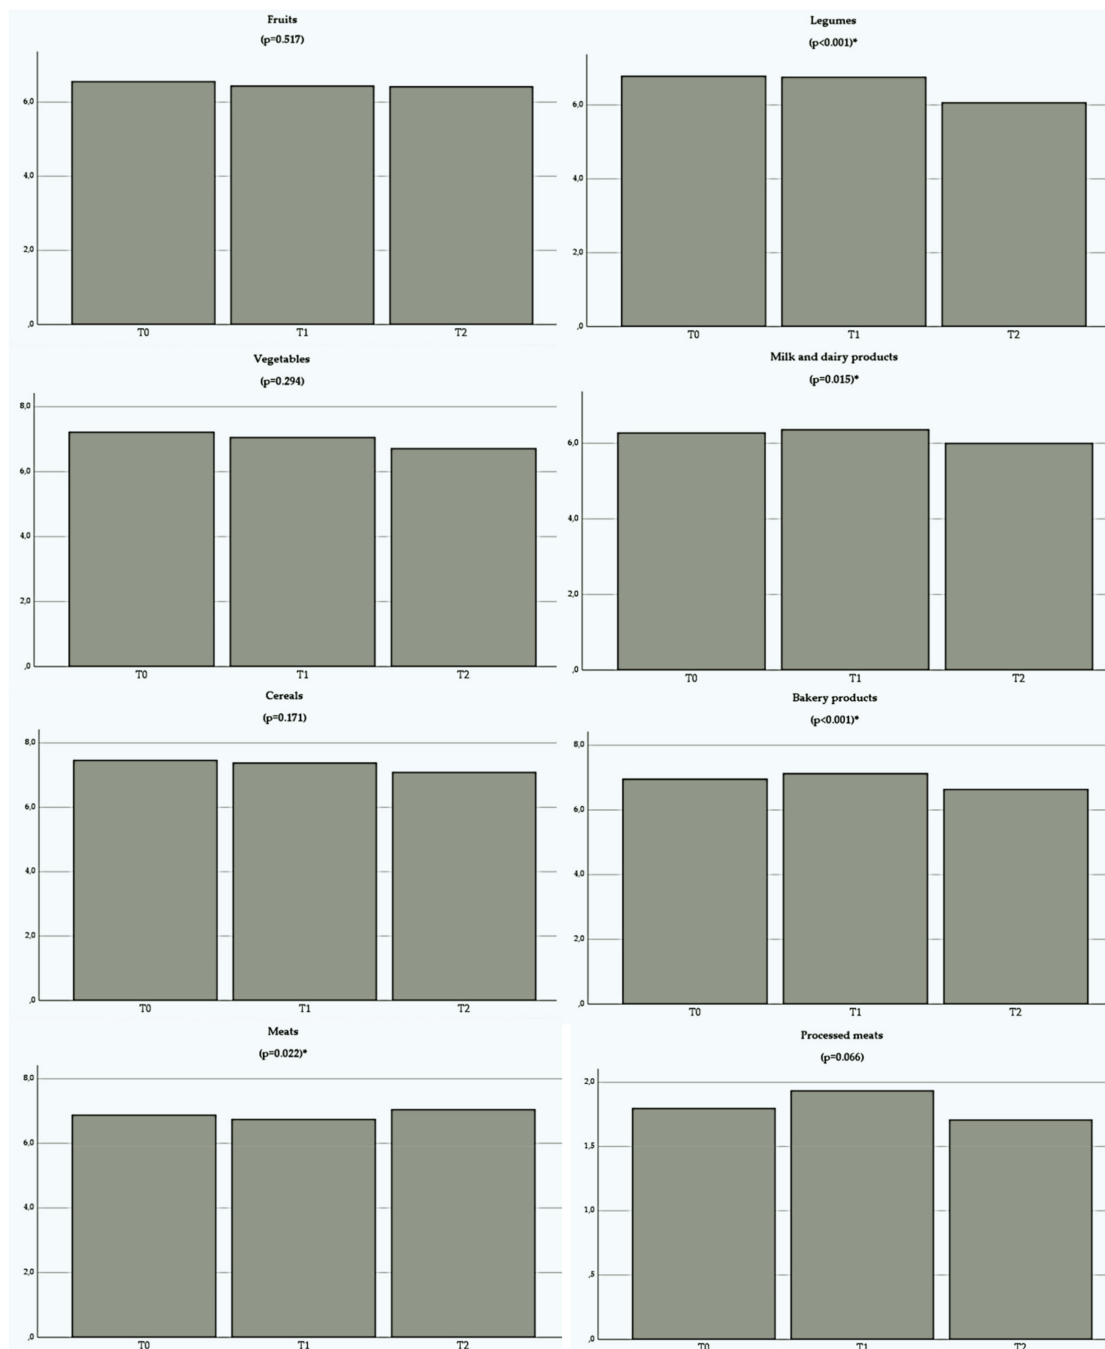 Fruits
(p=0.517)
6,0
4,0
2,0
,0
T0 T1 T2
Legumes
(p<0.001)*
6,0
4,0
2,0
,0
T0 T1 T2
Vegetables
(p=0.294)
8,0
6,0
4,0
2,0
,0
T0 T1 T2
Milk and dairy products
(p=0.015)*
6,0
4,0
2,0
,0
T0 T1 T2
Cereals
(p=0.171)
8,0
6,0
4,0
2,0
,0
T0 T1 T2
Bakery products
(p<0.001)*
8,0
6,0
4,0
2,0
,0
T0 T1 T2
Meats
(p=0.022)*
8,0
6,0
4,0
2,0
,0
T0 T1 T2
Processed meats
(p=0.066)
2,0
1,5
1,0
,5
,0
T0 T1 T2